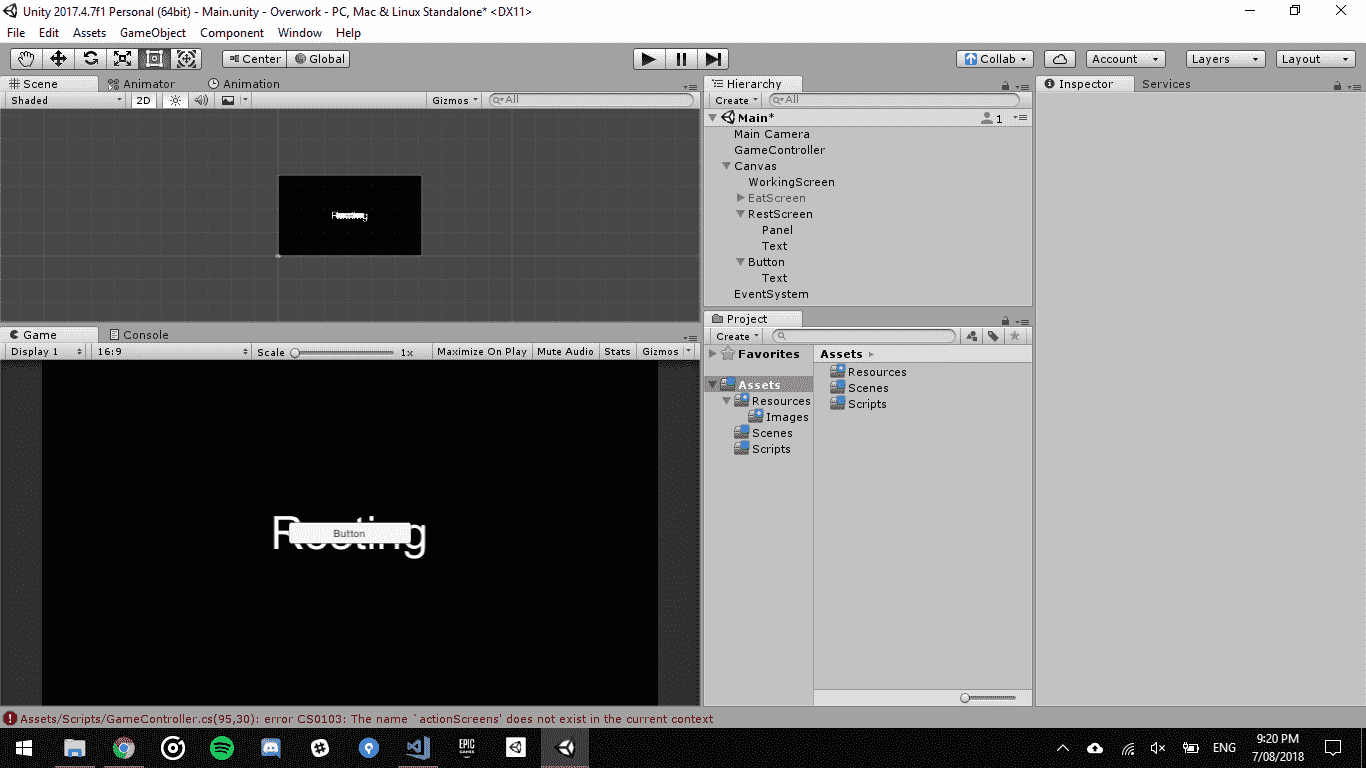 Unity 2017.4.7f1 Personal (64bit) - Main.unity - Overwork - PC, Mac & Linux Standalone* <DX11>
File Edit Assets GameObject Component Window Help
Center Global Collab Account Layers Layout
Scene Animator Animation
Shaded 2D Gizmos All
Resting
Hierarchy
Create All
Main* 1
Main Camera
GameController
Canvas
WorkingScreen
EatScreen
RestScreen
Panel
Text
Button
Text
EventSystem
Inspector Services
Game Console
Display 1 16:9 Scale 1x Maximize On Play Mute Audio Stats Gizmos
Resting
Button
Project
Create
Favorites
Assets
Resources
Images
Scenes
Scripts
Assets
Resources
Scenes
Scripts
Assets/Scripts/GameController.cs(95,30): error CS0103: The name `actionScreens' does not exist in the current context
EPIC GAMES
ENG
9:20 PM
7/08/2018